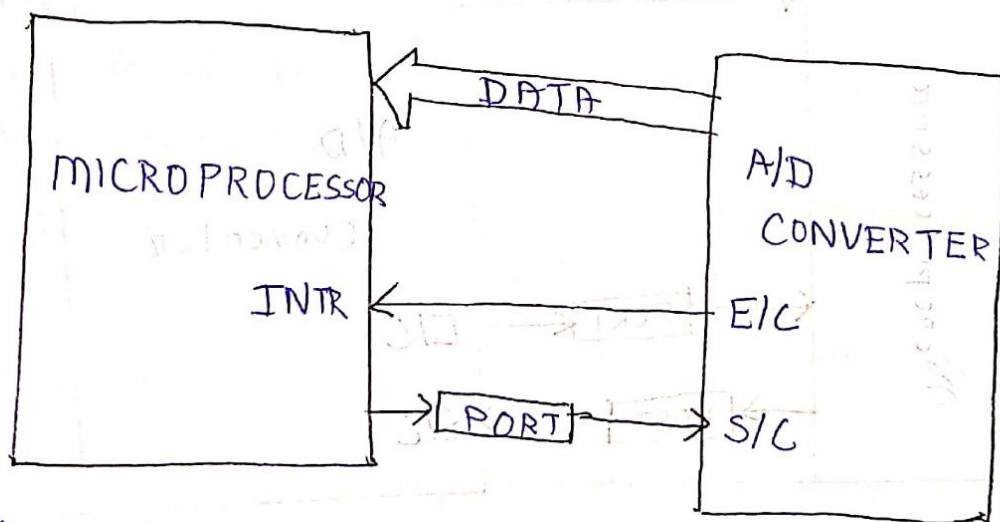 DATA
MICROPROCESSOR
A/D
CONVERTER
INTR
E/C
PORT
S/C